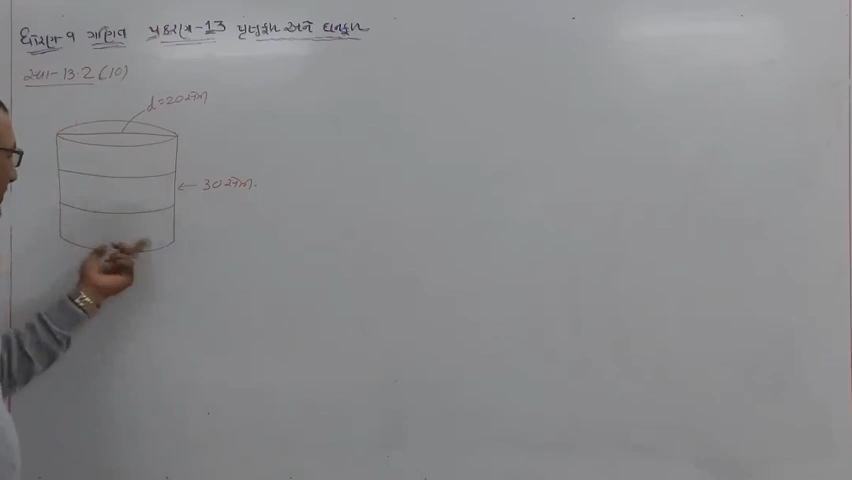 ધોરણ-૧ ગણિત પ્રકરણ-13 પૃષ્ઠફળ અને ઘનફળ
સ્વા-13.2 (10)
d=20સેમી
← 30સેમી.